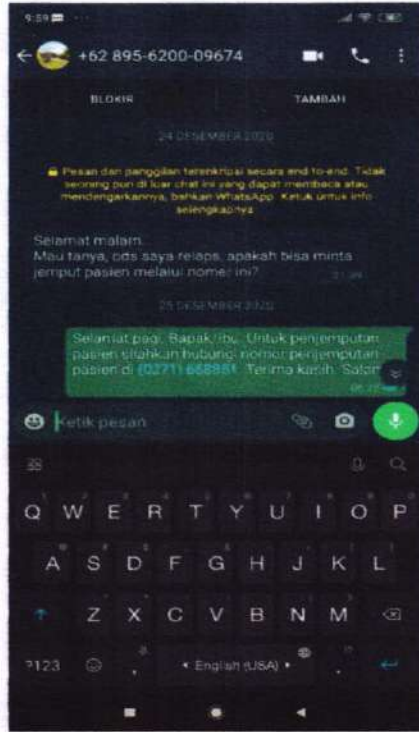 9:59
+62 895-6200-09674
BLOKIR TAMBAH
24 DESEMBER 2020
Pesan dan panggilan terenkripsi secara end-to-end. Tidak
seorang pun di luar chat ini yang dapat membaca atau
mendengarkannya, bahkan WhatsApp. Ketuk untuk info
selengkapnya
Selamat malam.
Mau tanya, ods saya relaps, apakah bisa minta
jemput pasien melalui nomer ini?
25 DESEMBER 2020
Selamat pagi, Bapak/Ibu. Untuk penjemputan
pasien silahkan hubungi nomor penjemputan
pasien di (0271) Terima kasih. Salam
Ketik pesan
Q W E R T Y U I O P
A S D F G H J K L
Z X C V B N M
?123 , English (USA) .